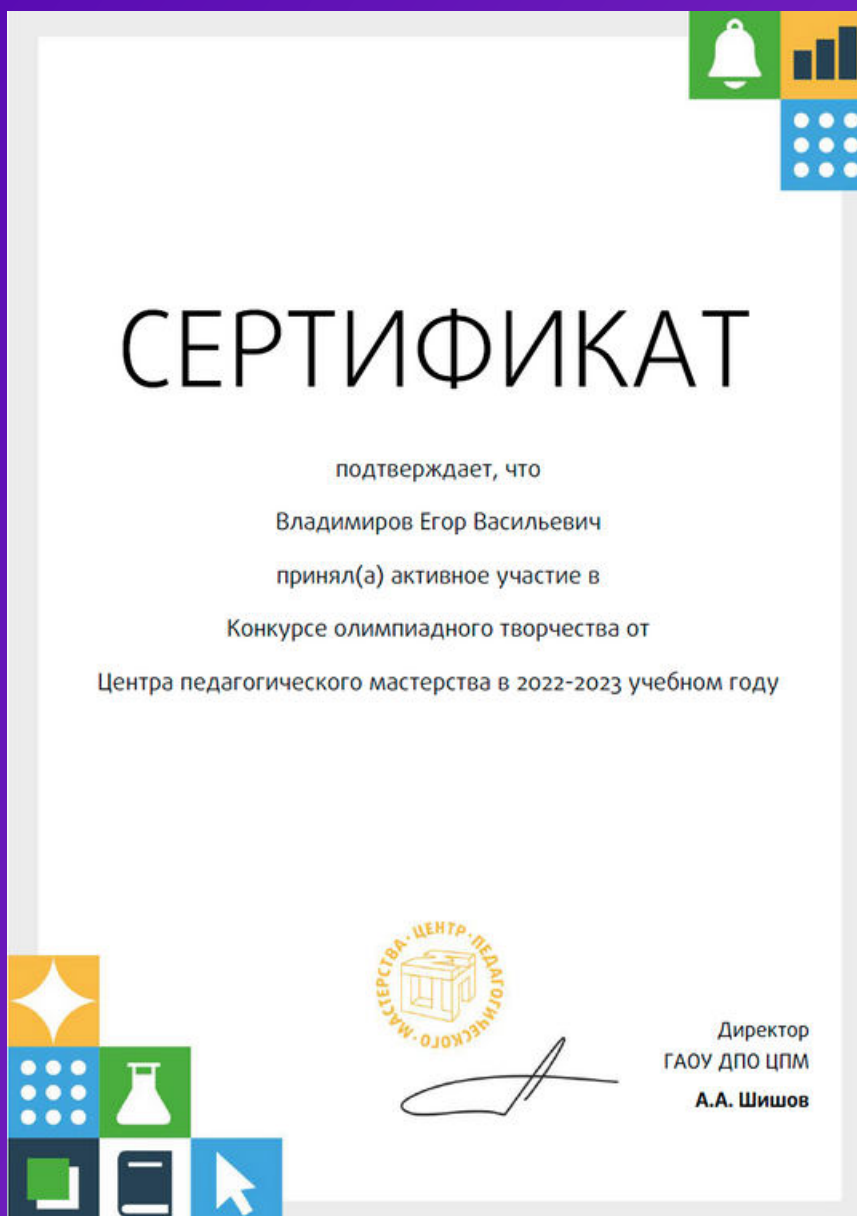 СЕРТИФИКАТ
подтверждает, что
Владимиров Егор Васильевич
принял(а) активное участие в
Конкурсе олимпиадного творчества от
Центра педагогического мастерства в 2022-2023 учебном году
ЦЕНТР·ПЕДАГОГИЧЕСКОГО·МАСТЕРСТВА·
Директор
ГАОУ ДПО ЦПМ
А.А. Шишов